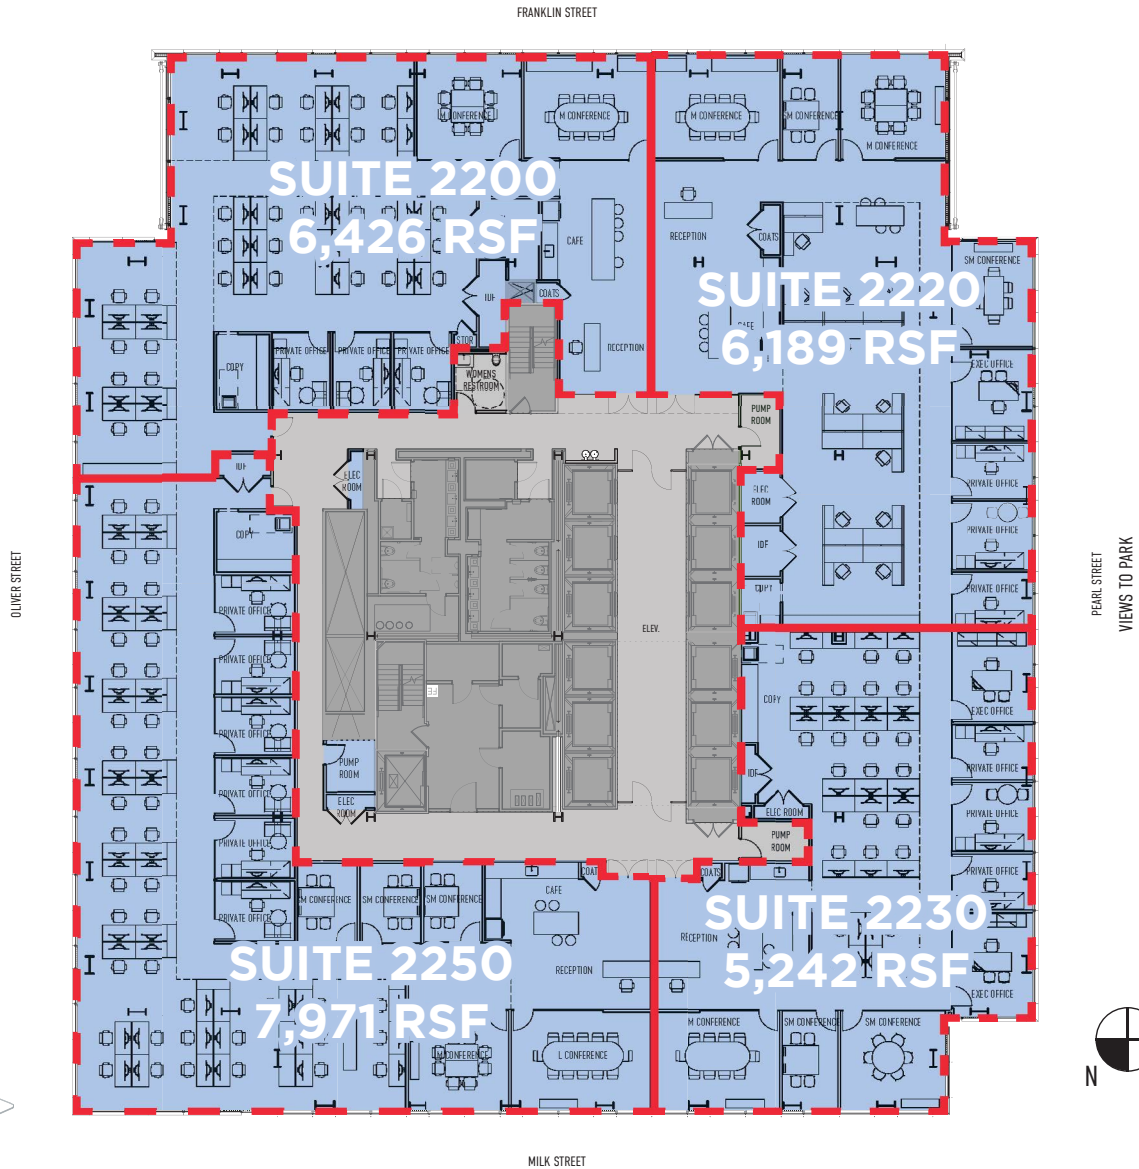 FRANKLIN STREET
M CONFERENCE
M CONFERENCE
M CONFERENCE
SM CONFERENCE
M CONFERENCE
SUITE 2200
6,426 RSF
CAFE
RECEPTION
COATS
SM CONFERENCE
SUITE 2220
6,189 RSF
IDF
COATS
CAFE
STOR
RECEPTION
COPY
PRIVATE OFFICE
PRIVATE OFFICE
PRIVATE OFFICE
WOMENS
RESTROOM
EXEC OFFICE
PUMP
ROOM
IDF
ELEC
ROOM
ELEC
ROOM
PRIVATE OFFICE
COPY
IDF
PRIVATE OFFICE
COPY
PRIVATE OFFICE
OLIVER STREET
PEARL STREET
VIEWS TO PARK
PRIVATE OFFICE
ELEV.
PRIVATE OFFICE
FE
COPY
EXEC OFFICE
PRIVATE OFFICE
PUMP
ROOM
IDF
PRIVATE OFFICE
PRIVATE OFFICE
ELEC
ROOM
ELEC ROOM
PRIVATE OFFICE
PUMP
ROOM
PRIVATE OFFICE
COAT
COATS
PRIVATE OFFICE
SM CONFERENCE
SM CONFERENCE
SM CONFERENCE
CAFE
PRIVATE OFFICE
SUITE 2230
5,242 RSF
RECEPTION
SUITE 2250
7,971 RSF
RECEPTION
EXEC OFFICE
M CONFERENCE
SM CONFERENCE
SM CONFERENCE
M CONFERENCE
L CONFERENCE
N
MILK STREET